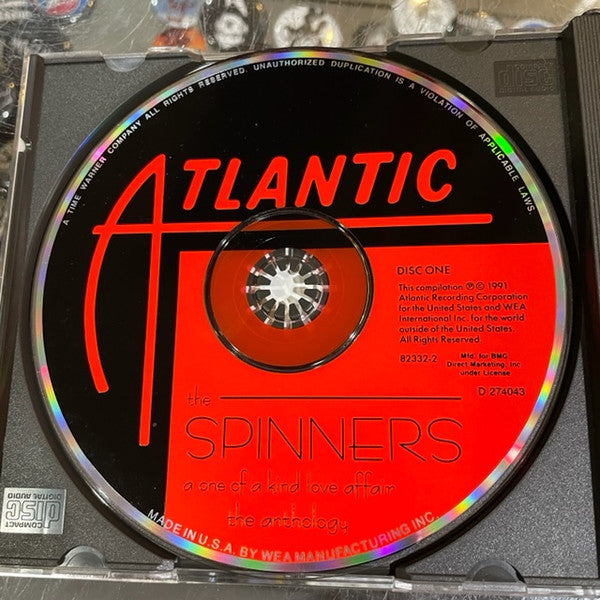 A TIME WARNER COMPANY ALL RIGHTS RESERVED. UNAUTHORIZED DUPLICATION IS A VIOLATION OF APPLICABLE LAWS.
ATLANTIC
DISC ONE
This compilation ℗ © 1991
Atlantic Recording Corporation
for the United States and WEA
International Inc. for the world
outside of the United States.
All Rights Reserved.
82332-2
Mfd. for BMG
Direct Marketing, Inc
under License
D 274043
the
SPINNERS
a one of a kind love affair
the anthology
MADE IN U.S.A. BY WEA MANUFACTURING INC.
COMPACT
disc
DIGITAL AUDIO